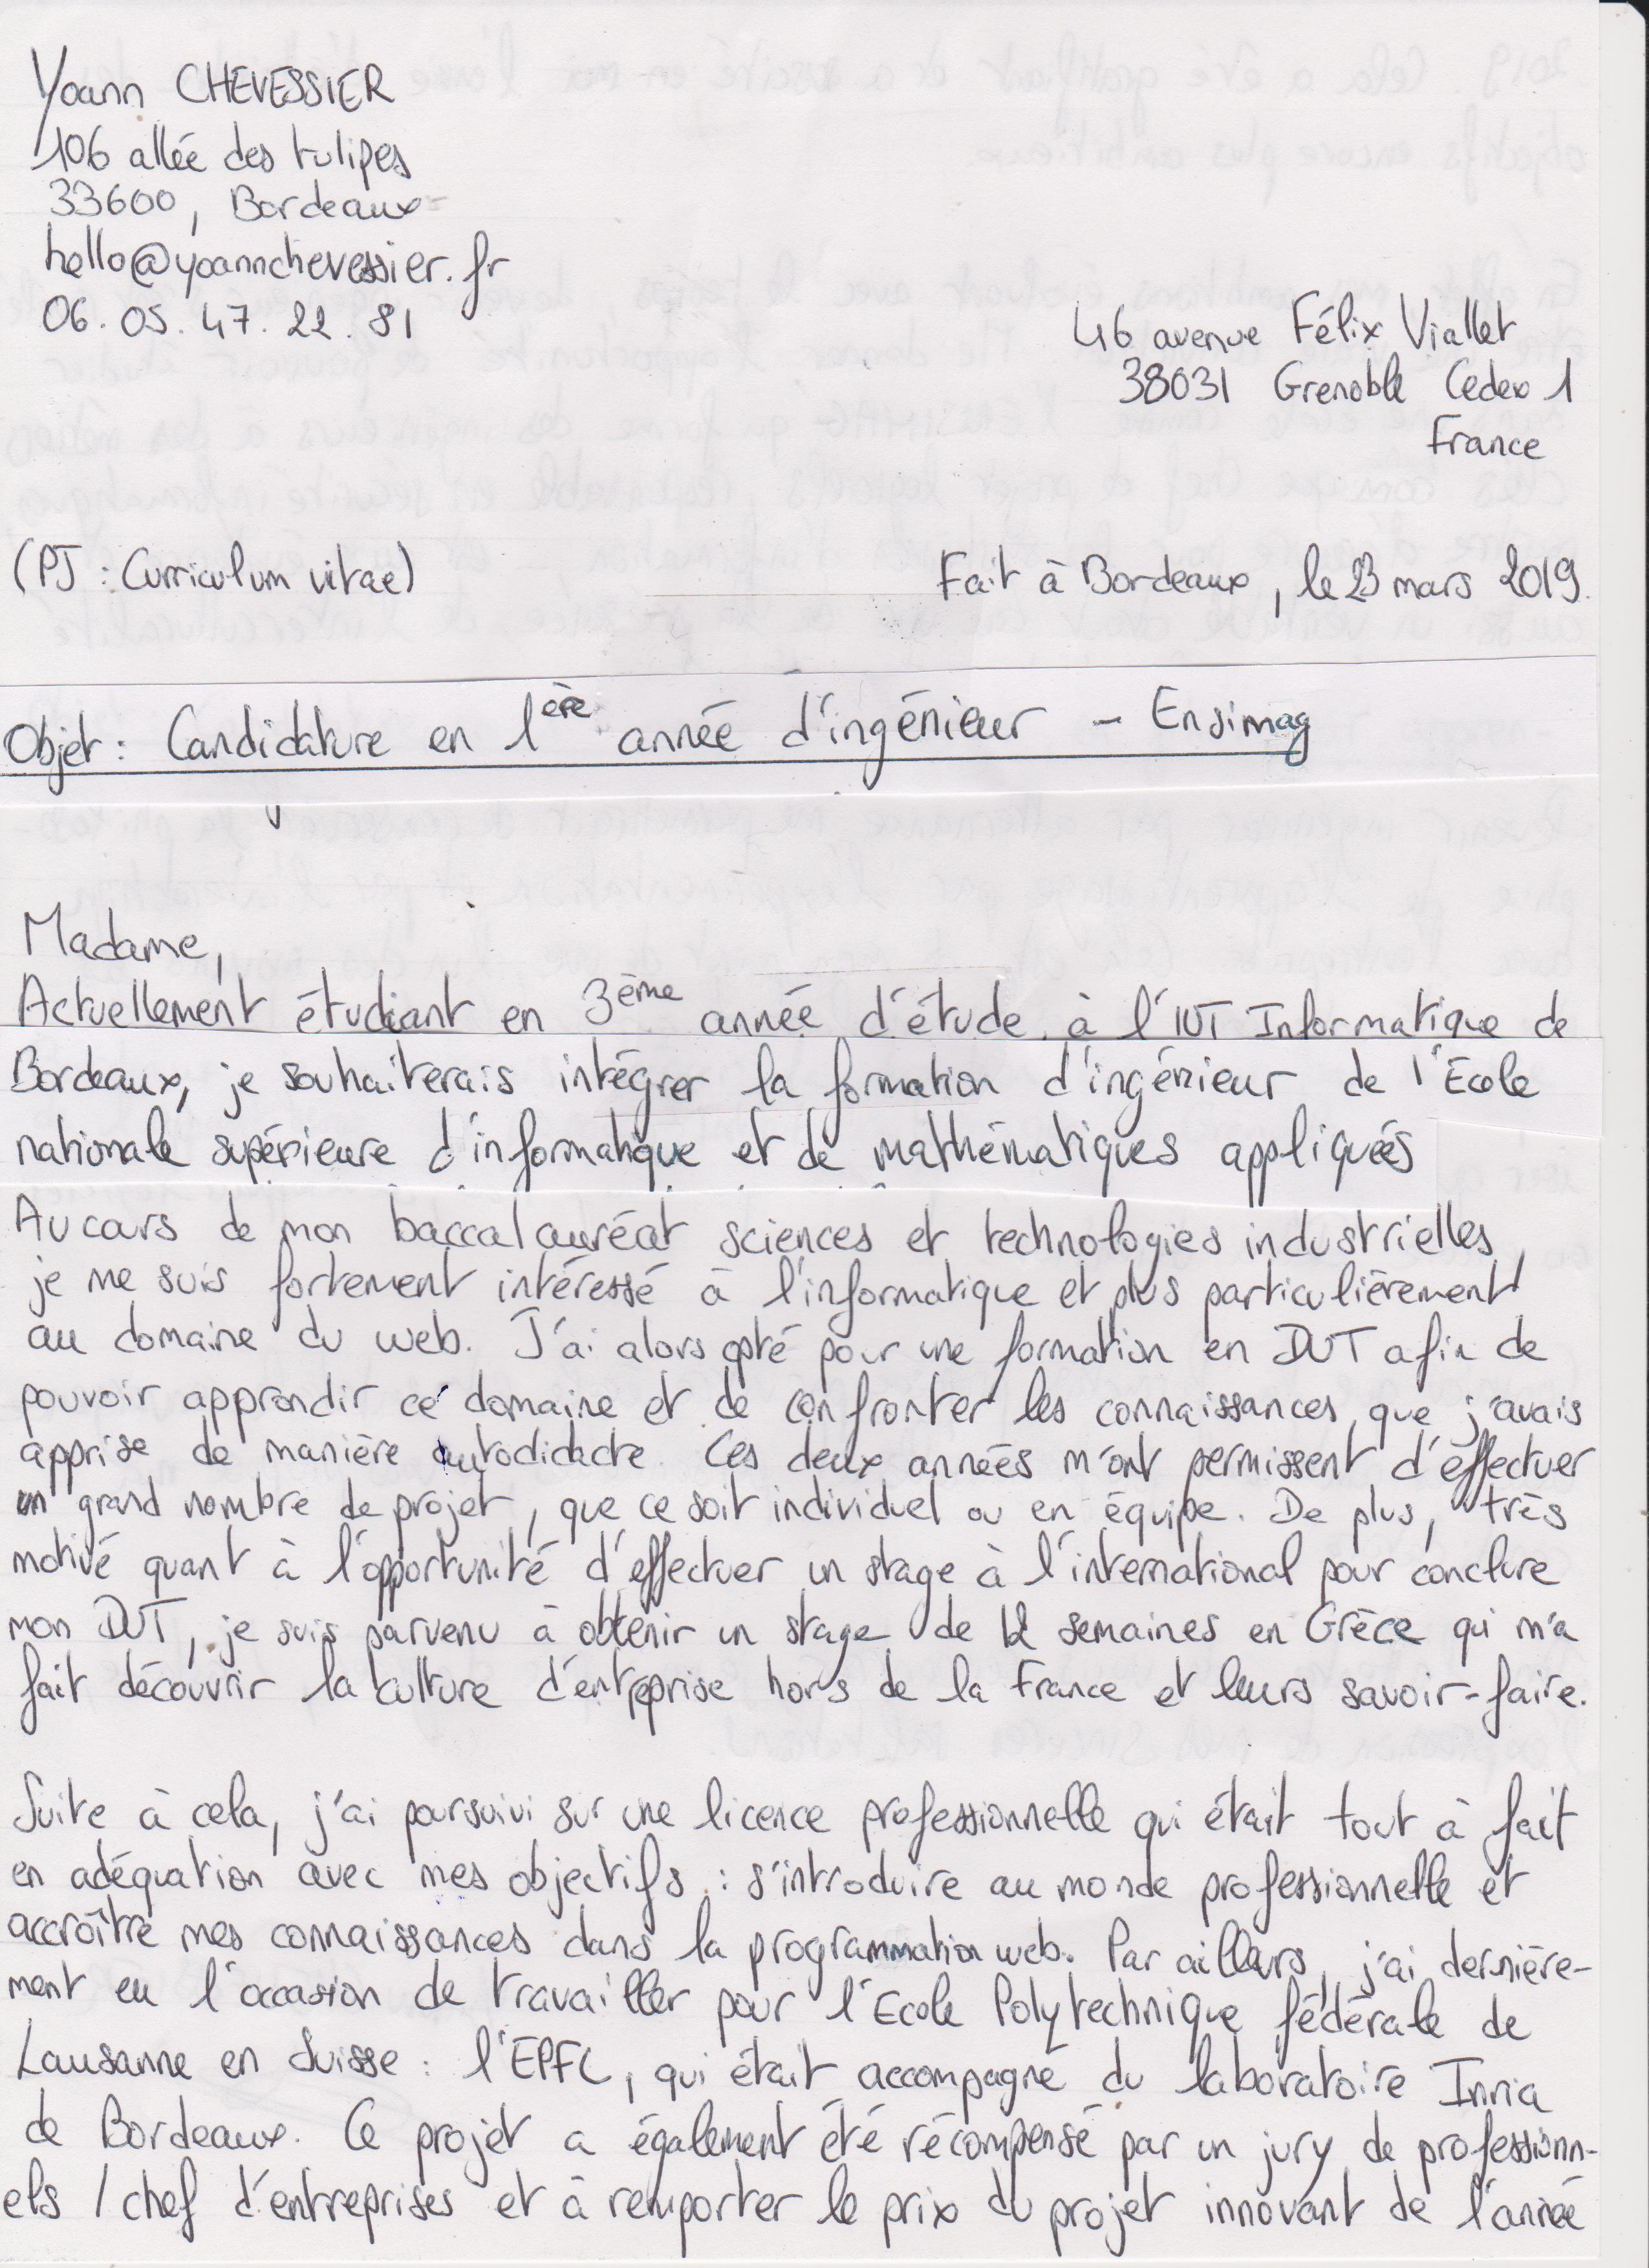 Yoann CHEVESSIER
106 allée des tulipes
33600, Bordeaux
hello@yoannchevessier.fr
06.05.47.22.81
46 avenue Félix Viallet
38031 Grenoble Cedex 1
France
(PJ : Curriculum vitae)
Fait à Bordeaux, le 23 mars 2019.
Objet : Candidature en 1ère année d'ingénieur - Ensimag
Madame,
Actuellement étudiant en 3ème année d'étude à l'IUT Informatique de
Bordeaux, je souhaiterais intégrer la formation d'ingénieur de l'Ecole
nationale supérieure d'informatique et de mathématiques appliquées
Au cours de mon baccalauréat sciences et technologies industrielles,
je me suis fortement intéressé à l'informatique et plus particulièrement
au domaine du web. J'ai alors opté pour une formation en DUT afin de
pouvoir approndir ce domaine et de confronter les connaissances que j'avais
apprise de manière autodidacte. Ces deux années m'ont permissent d'effectuer
un grand nombre de projet, que ce soit individuel ou en équipe. De plus, très
motivé quant à l'opportunité d'effectuer un stage à l'international pour conclure
mon DUT, je suis parvenu à obtenir un stage de 12 semaines en Grèce qui m'a
fait découvrir la culture d'entreprise hors de la France et leurs savoir-faire.
Suite à cela, j'ai poursuivi sur une licence professionnelle qui était tout à fait
en adéquation avec mes objectifs : s'introduire au monde professionnelle et
accroître mes connaissances dans la programmation web. Par ailleurs, j'ai dernière-
ment eu l'occasion de travailler pour l'Ecole Polytechnique fédérale de
Lausanne en Suisse : l'EPFL, qui était accompagné du laboratoire Inria
de Bordeaux. Ce projet a également été récompensé par un jury de professionn-
els / chef d'entreprises et à remporter le prix du projet innovant de l'année